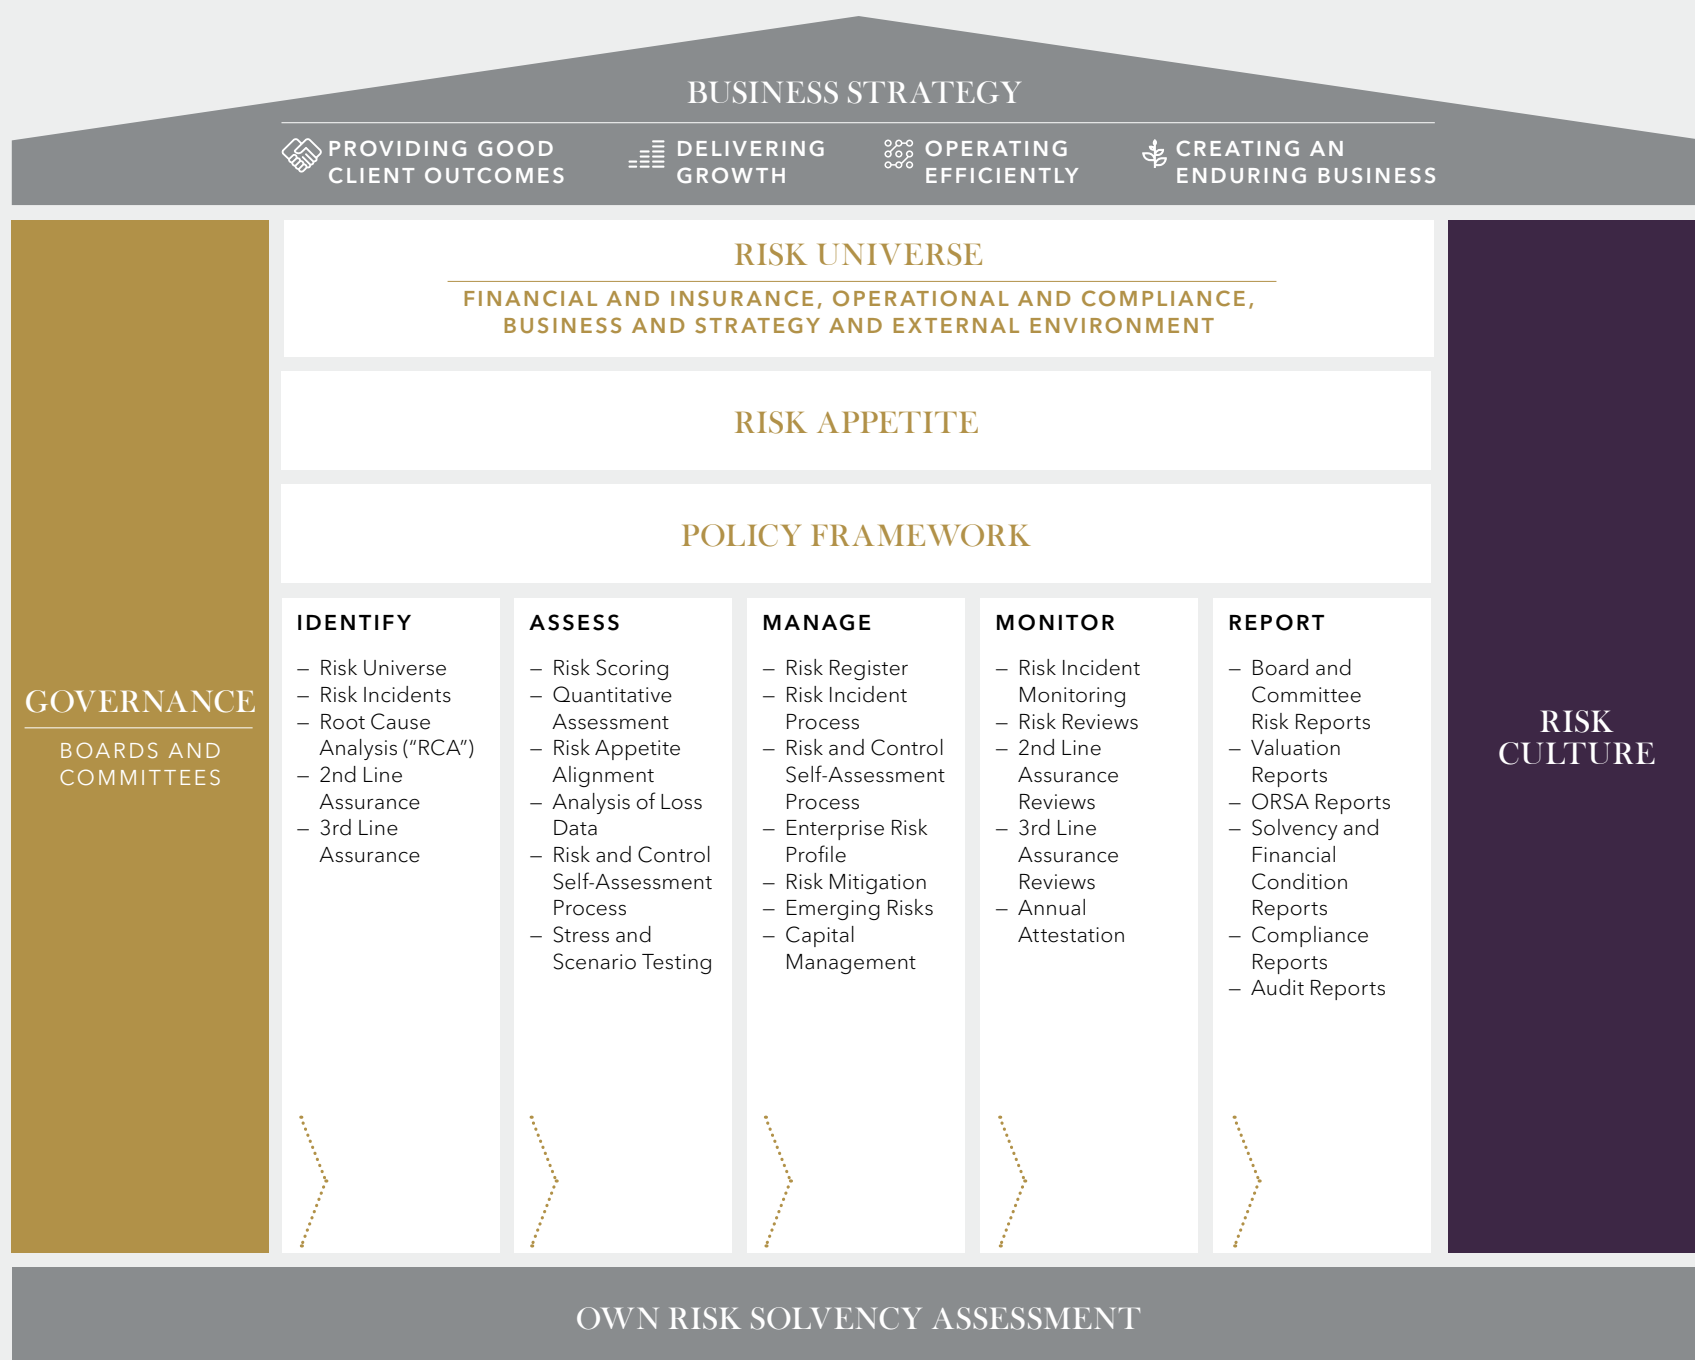 BUSINESS STRATEGY
PROVIDING GOOD
CLIENT OUTCOMES
DELIVERING
GROWTH
OPERATING
EFFICIENTLY
CREATING AN
ENDURING BUSINESS
GOVERNANCE
BOARDS AND
COMMITTEES
RISK UNIVERSE
FINANCIAL AND INSURANCE, OPERATIONAL AND COMPLIANCE,
BUSINESS AND STRATEGY AND EXTERNAL ENVIRONMENT
RISK APPETITE
POLICY FRAMEWORK
IDENTIFY
– Risk Universe
– Risk Incidents
– Root Cause
Analysis (“RCA”)
– 2nd Line
Assurance
– 3rd Line
Assurance
ASSESS
– Risk Scoring
– Quantitative
Assessment
– Risk Appetite
Alignment
– Analysis of Loss
Data
– Risk and Control
Self-Assessment
Process
– Stress and
Scenario Testing
MANAGE
– Risk Register
– Risk Incident
Process
– Risk and Control
Self-Assessment
Process
– Enterprise Risk
Profile
– Risk Mitigation
– Emerging Risks
– Capital
Management
MONITOR
– Risk Incident
Monitoring
– Risk Reviews
– 2nd Line
Assurance
Reviews
– 3rd Line
Assurance
Reviews
– Annual
Attestation
REPORT
– Board and
Committee
Risk Reports
– Valuation
Reports
– ORSA Reports
– Solvency and
Financial
Condition
Reports
– Compliance
Reports
– Audit Reports
RISK
CULTURE
OWN RISK SOLVENCY ASSESSMENT